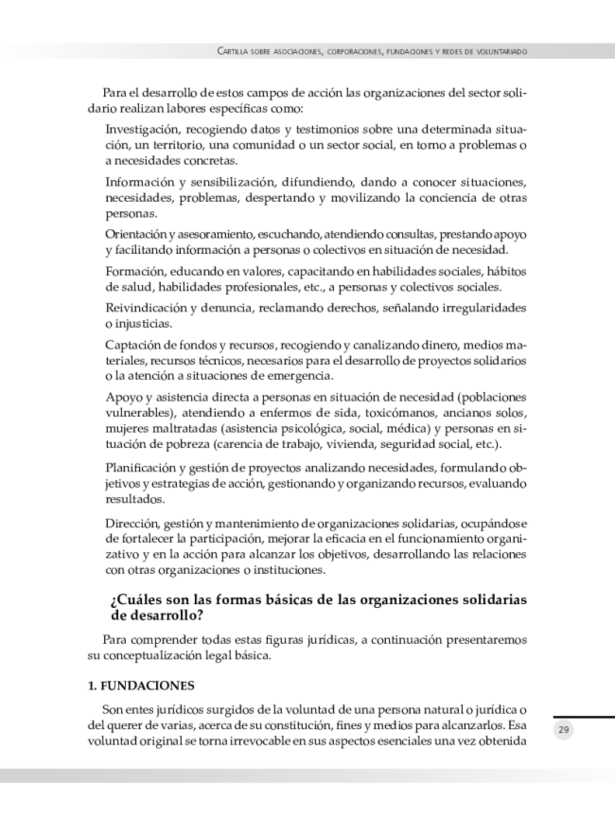 CARTILLA SOBRE ASOCIACIONES, CORPORACIONES, FUNDACIONES Y REDES DE VOLUNTARIADO
Para el desarrollo de estos campos de acción las organizaciones del sector soli-
dario realizan labores específicas como:
Investigación, recogiendo datos y testimonios sobre una determinada situa-
ción, un territorio, una comunidad o un sector social, en torno a problemas o
a necesidades concretas.
Información y sensibilización, difundiendo, dando a conocer situaciones,
necesidades, problemas, despertando y movilizando la conciencia de otras
personas.
Orientación y asesoramiento, escuchando, atendiendo consultas, prestando apoyo
y facilitando información a personas o colectivos en situación de necesidad.
Formación, educando en valores, capacitando en habilidades sociales, hábitos
de salud, habilidades profesionales, etc., a personas y colectivos sociales.
Reivindicación y denuncia, reclamando derechos, señalando irregularidades
o injusticias.
Captación de fondos y recursos, recogiendo y canalizando dinero, medios ma-
teriales, recursos técnicos, necesarios para el desarrollo de proyectos solidarios
o la atención a situaciones de emergencia.
Apoyo y asistencia directa a personas en situación de necesidad (poblaciones
vulnerables), atendiendo a enfermos de sida, toxicómanos, ancianos solos,
mujeres maltratadas (asistencia psicológica, social, médica) y personas en si-
tuación de pobreza (carencia de trabajo, vivienda, seguridad social, etc.).
Planificación y gestión de proyectos analizando necesidades, formulando ob-
jetivos y estrategias de acción, gestionando y organizando recursos, evaluando
resultados.
Dirección, gestión y mantenimiento de organizaciones solidarias, ocupándose
de fortalecer la participación, mejorar la eficacia en el funcionamiento organi-
zativo y en la acción para alcanzar los objetivos, desarrollando las relaciones
con otras organizaciones o instituciones.
¿Cuáles son las formas básicas de las organizaciones solidarias
de desarrollo?
Para comprender todas estas figuras jurídicas, a continuación presentaremos
su conceptualización legal básica.
1. FUNDACIONES
Son entes jurídicos surgidos de la voluntad de una persona natural o jurídica o
del querer de varias, acerca de su constitución, fines y medios para alcanzarlos. Esa
voluntad original se torna irrevocable en sus aspectos esenciales una vez obtenida
29